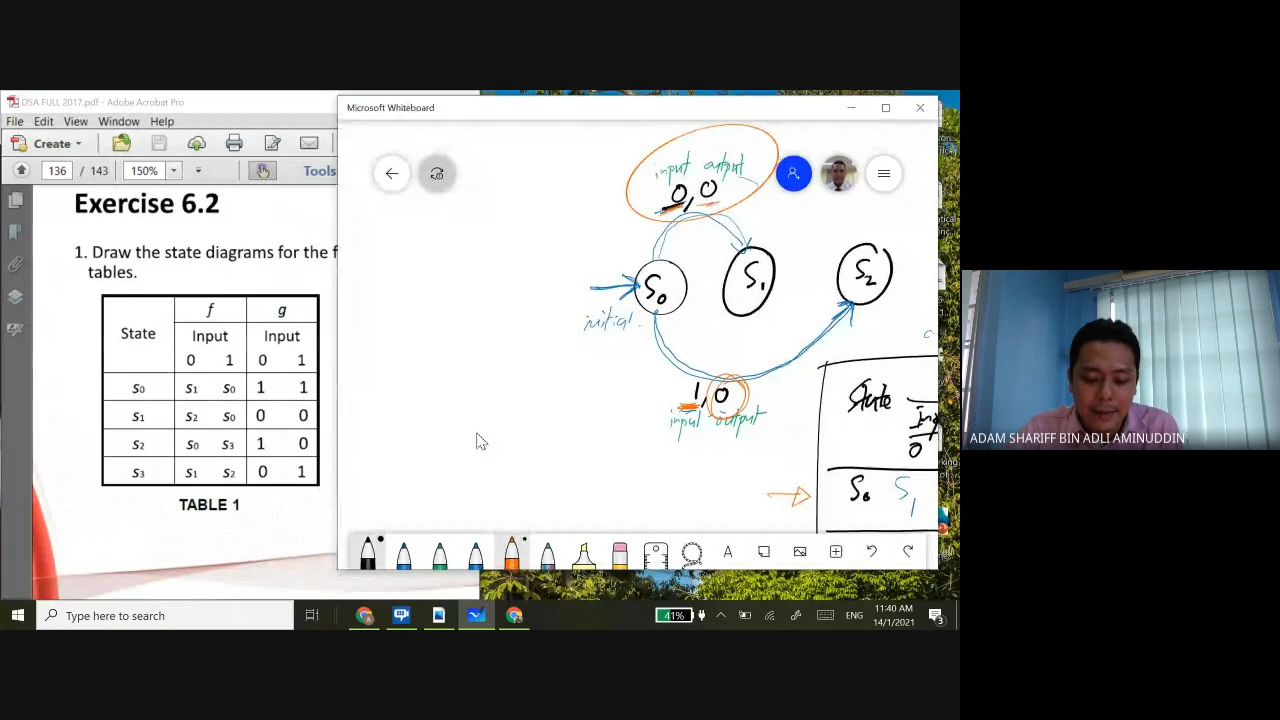 DSA FULL 2017.pdf - Adobe Acrobat Pro
File Edit View Window Help
Create
136 / 143 150% Tools
Exercise 6.2
1. Draw the state diagrams for the f
tables.
State f g
Input Input
0 1 0 1
s0 s1 s0 1 1
s1 s2 s0 0 0
s2 s0 s3 1 0
s3 s1 s2 0 1
TABLE 1
Microsoft Whiteboard
input output
0, 0
S0 S1 S2
initial
1, 0
input output
State
0
S0 S1
A
ADAM SHARIFF BIN ADLI AMINUDDIN
Type here to search
41%
ENG
11:40 AM
14/1/2021
3